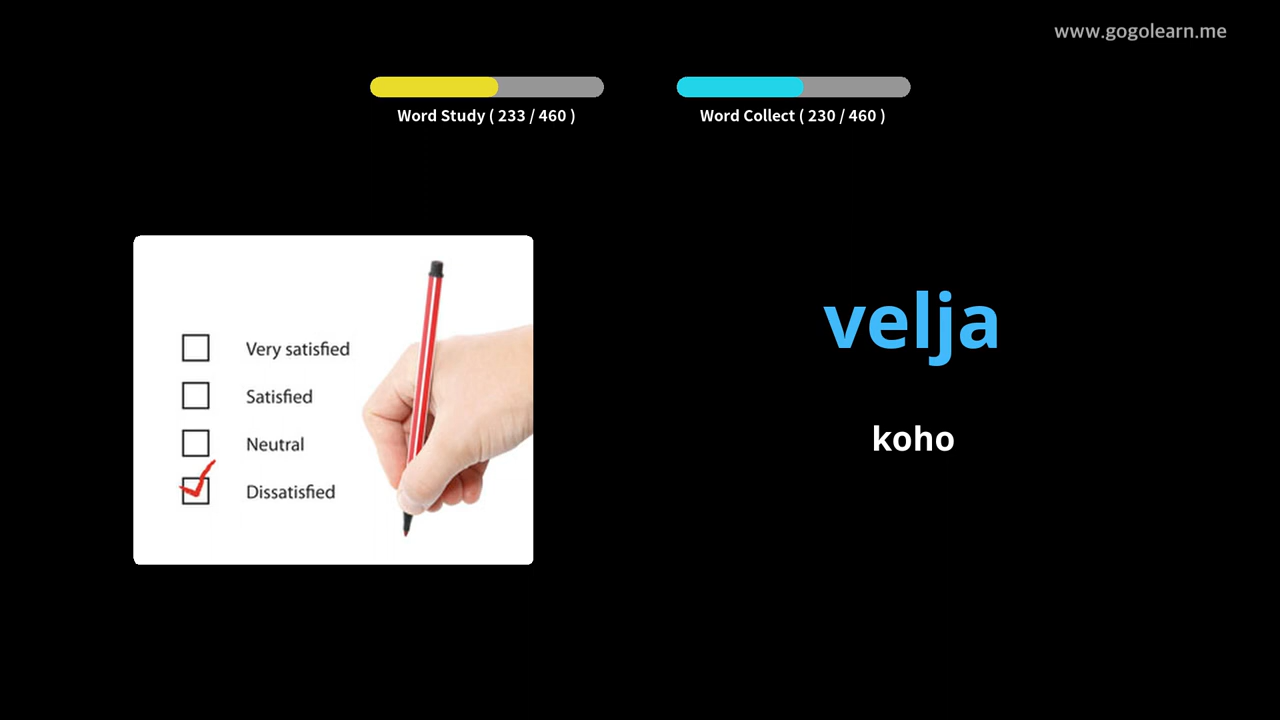 www.gogolearn.me
Word Study ( 233 / 460 )
Word Collect ( 230 / 460 )
Very satisfied
Satisfied
Neutral
Dissatisfied
velja
koho